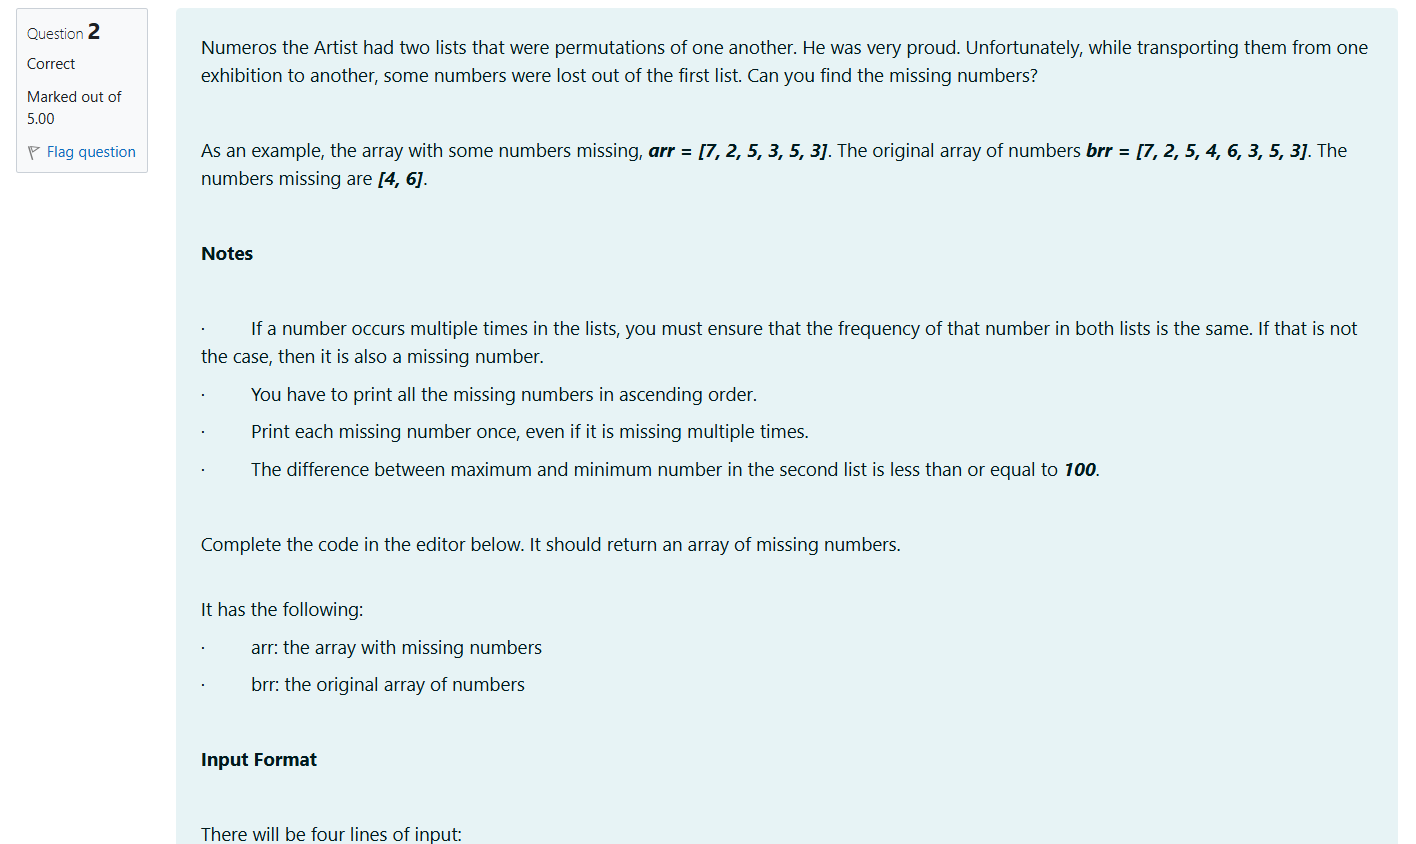 Question 2
Correct
Marked out of
5.00
Flag question
Numeros the Artist had two lists that were permutations of one another. He was very proud. Unfortunately, while transporting them from one
exhibition to another, some numbers were lost out of the first list. Can you find the missing numbers?
As an example, the array with some numbers missing, arr = [7, 2, 5, 3, 5, 3]. The original array of numbers brr = [7, 2, 5, 4, 6, 3, 5, 3]. The
numbers missing are [4, 6].
Notes
· If a number occurs multiple times in the lists, you must ensure that the frequency of that number in both lists is the same. If that is not
the case, then it is also a missing number.
· You have to print all the missing numbers in ascending order.
· Print each missing number once, even if it is missing multiple times.
· The difference between maximum and minimum number in the second list is less than or equal to 100.
Complete the code in the editor below. It should return an array of missing numbers.
It has the following:
· arr: the array with missing numbers
· brr: the original array of numbers
Input Format
There will be four lines of input: